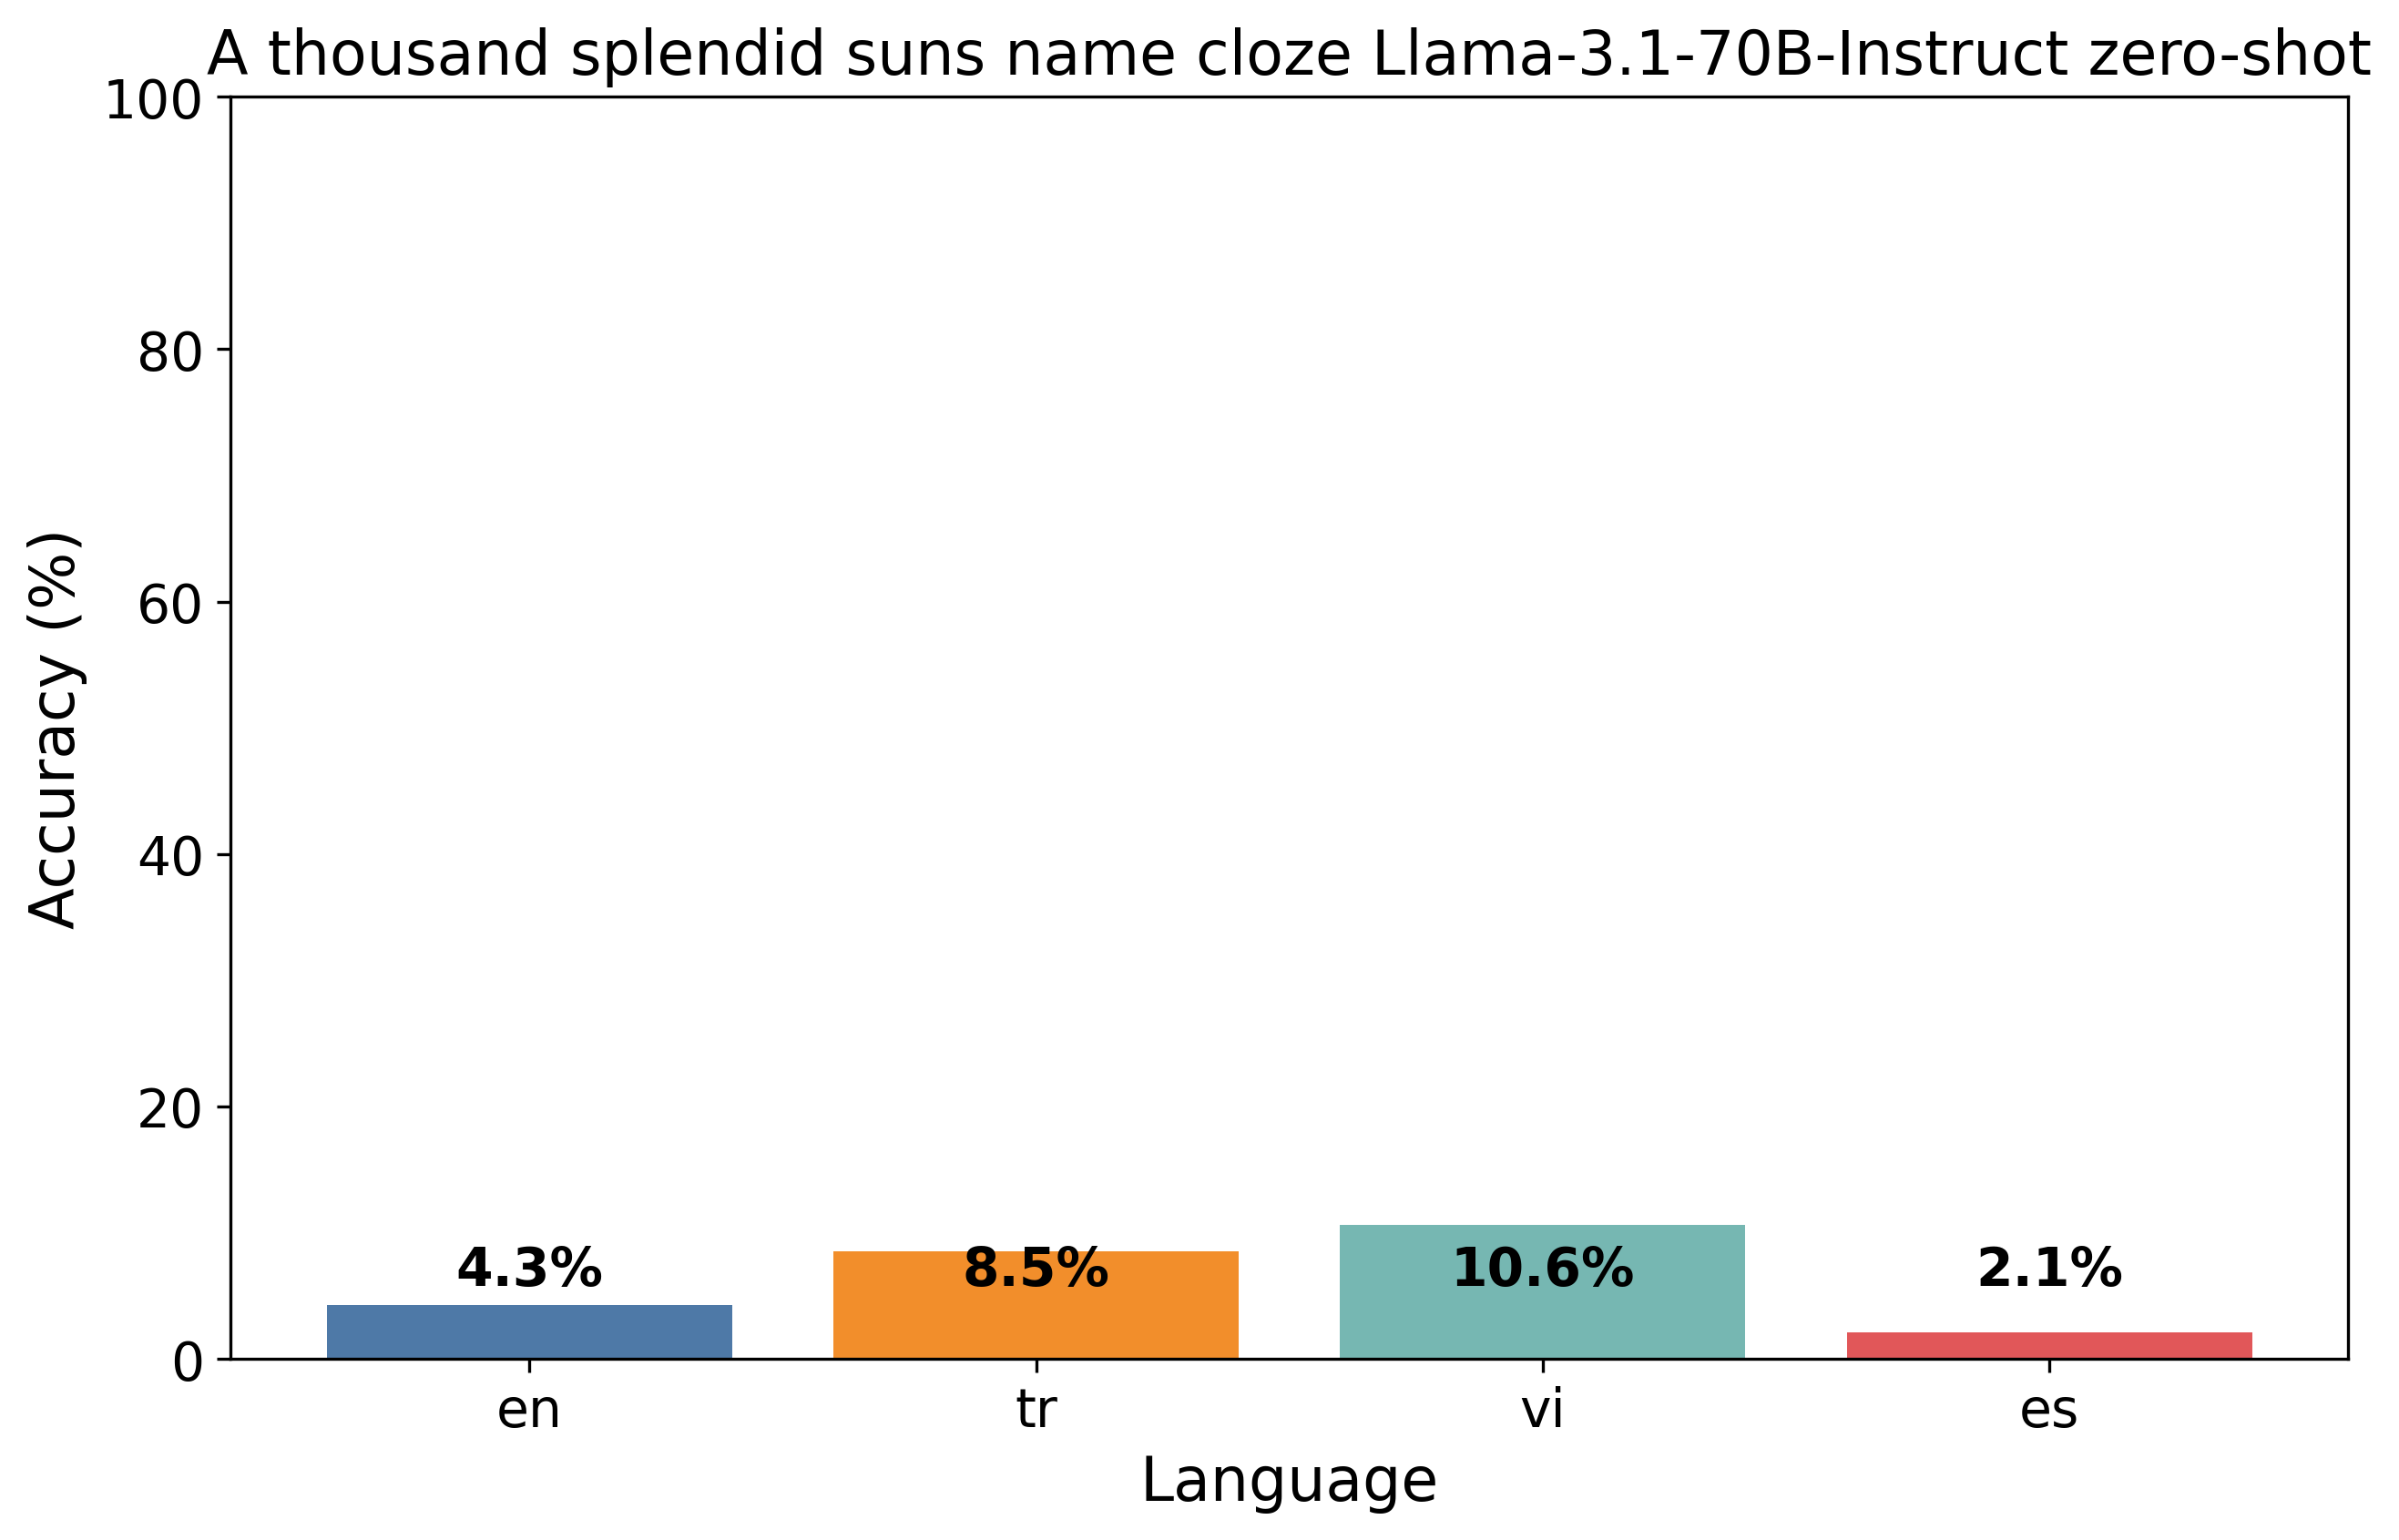 A thousand splendid suns name cloze Llama-3.1-70B-Instruct zero-shot
Accuracy (%)
100
80
60
40
20
0
4.3%
8.5%
10.6%
2.1%
en
tr
vi
es
Language